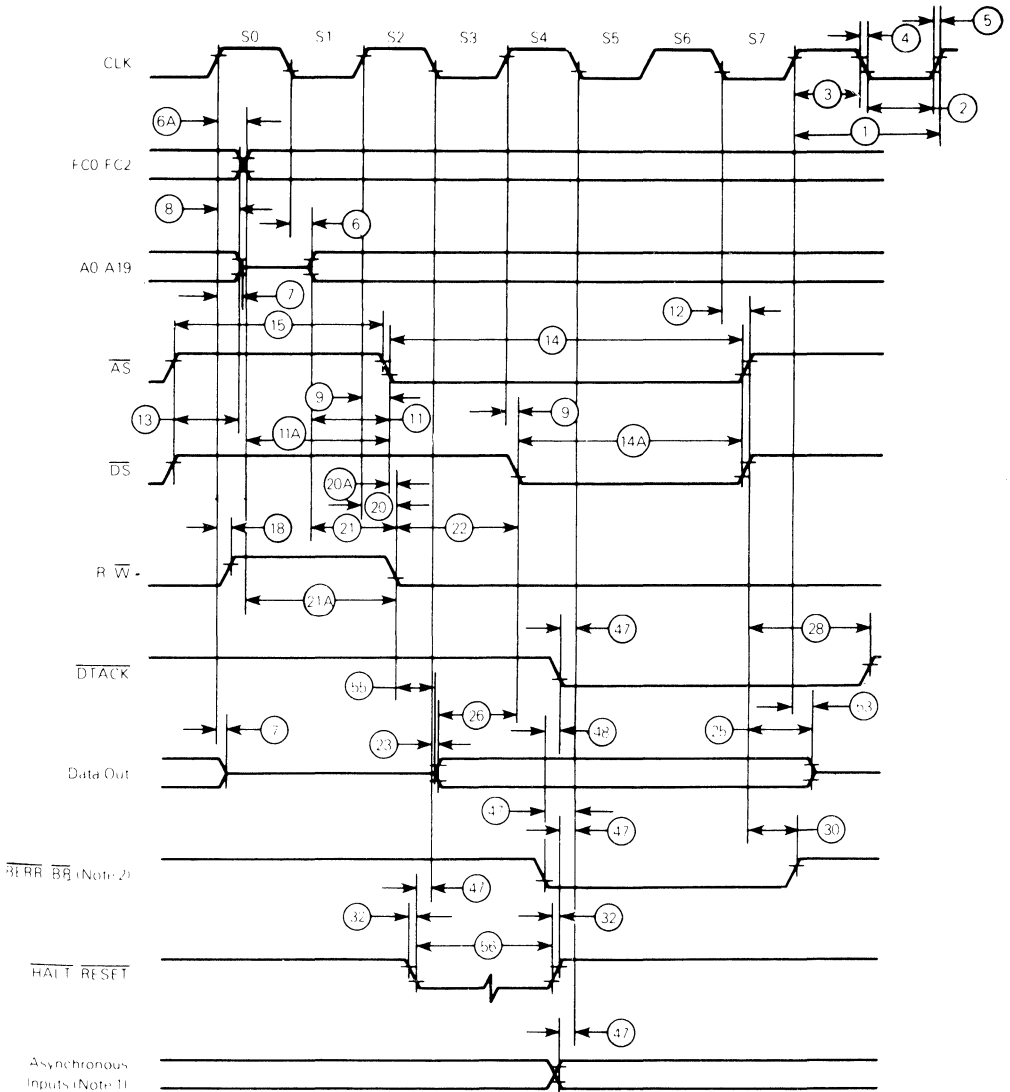 S0 S1 S2 S3 S4 S5 S6 S7
4
5
CLK
3
2
6A
1
FC0 FC2
8
6
A0 A19
7
12
15
14
AS
9
11
9
13
11A
14A
DS
20A
20
18
21
22
R W
21A
47
28
DTACK
55
26
53
23
48
25
7
Data Out
47
47
30
BERR BR (Note 2)
47
32
32
56
HALT RESET
47
Asynchronous
Inputs (Note 1)